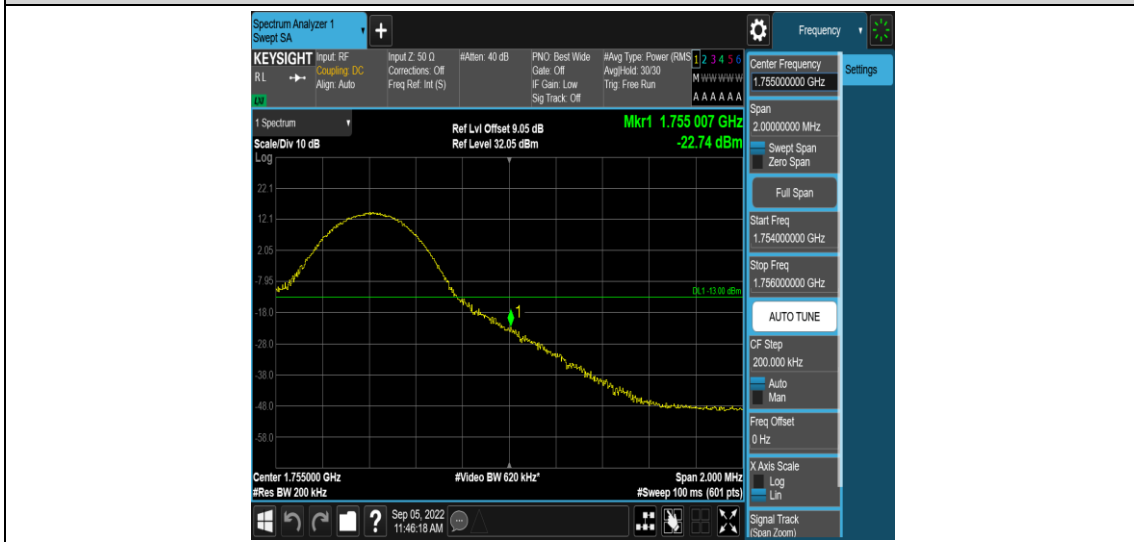 Spectrum Analyzer 1
Swept SA
+
Frequency
KEYSIGHT
RL
LXI
Input: RF
Coupling: DC
Align: Auto
Input Z: 50 Ω
Corrections: Off
Freq Ref: Int (S)
#Atten: 40 dB
PNO: Best Wide
Gate: Off
IF Gain: Low
Sig Track: Off
#Avg Type: Power (RMS
Avg|Hold: 30/30
Trig: Free Run
1 2 3 4 5 6
M W W W W W
A A A A A A
1 Spectrum
Scale/Div 10 dB
Log
Ref Lvl Offset 9.05 dB
Ref Level 32.05 dBm
Mkr1 1.755 007 GHz
-22.74 dBm
22.1
12.1
2.05
-7.95
-18.0
-28.0
-38.0
-48.0
-58.0
DL1 -13.00 dBm
1
Center 1.755000 GHz
#Res BW 200 kHz
#Video BW 620 kHz*
Span 2.000 MHz
#Sweep 100 ms (601 pts)
Center Frequency
1.755000000 GHz
Settings
Span
2.00000000 MHz
Swept Span
Zero Span
Full Span
Start Freq
1.754000000 GHz
Stop Freq
1.756000000 GHz
AUTO TUNE
CF Step
200.000 kHz
Auto
Man
Freq Offset
0 Hz
X Axis Scale
Log
Lin
Signal Track
(Span Zoom)
?
Sep 05, 2022
11:46:18 AM